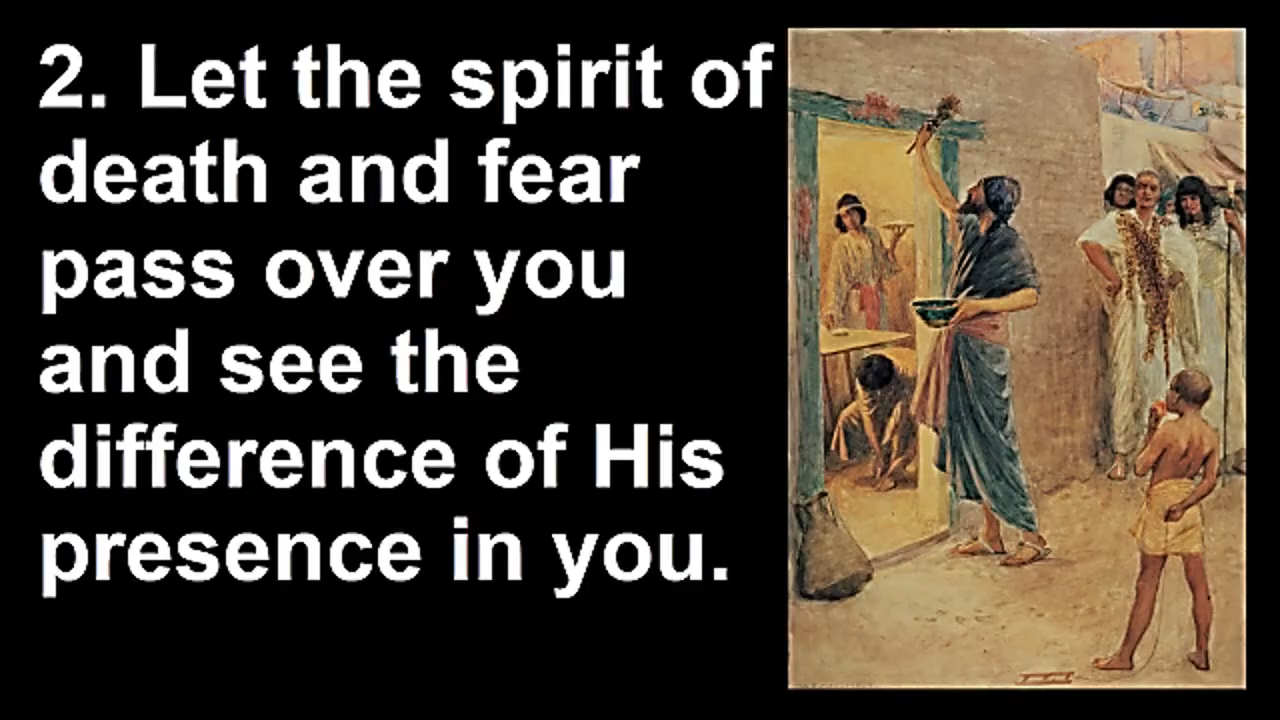 2. Let the spirit of
death and fear
pass over you
and see the
difference of His
presence in you.